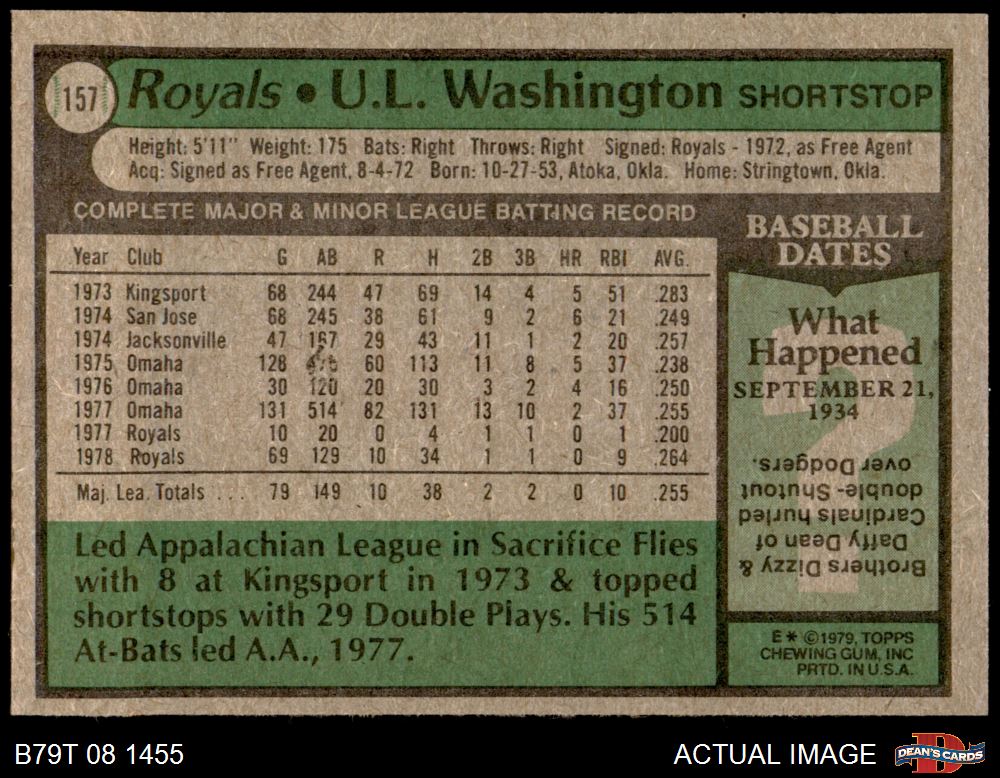 157 Royals • U.L. Washington SHORTSTOP
Height: 5'11" Weight: 175 Bats: Right Throws: Right Signed: Royals - 1972, as Free Agent
Acq: Signed as Free Agent, 8-4-72 Born: 10-27-53, Atoka, Okla. Home: Stringtown, Okla.
COMPLETE MAJOR & MINOR LEAGUE BATTING RECORD
Year Club G AB R H 2B 3B HR RBI AVG.
1973 Kingsport 68 244 47 69 14 4 5 51 .283
1974 San Jose 68 245 38 61 9 2 6 21 .249
1974 Jacksonville 47 167 29 43 11 1 2 20 .257
1975 Omaha 128 60 113 11 8 5 37 .238
1976 Omaha 30 120 20 30 3 2 4 16 .250
1977 Omaha 131 514 82 131 13 10 2 37 .255
1977 Royals 10 20 0 4 1 1 0 1 .200
1978 Royals 69 129 10 34 1 1 0 9 .264
Maj. Lea. Totals ... 79 149 10 38 2 2 0 10 .255
Led Appalachian League in Sacrifice Flies
with 8 at Kingsport in 1973 & topped
shortstops with 29 Double Plays. His 514
At-Bats led A.A., 1977.
BASEBALL
DATES
What
Happened
SEPTEMBER 21,
1934
Brothers Dizzy &
Daffy Dean of
Cardinals hurled
double-Shutout
over Dodgers.
E * © 1979, TOPPS
CHEWING GUM, INC
PRTD. IN U.S.A.
B79T 08 1455
ACTUAL IMAGE
DEAN'S CARDS